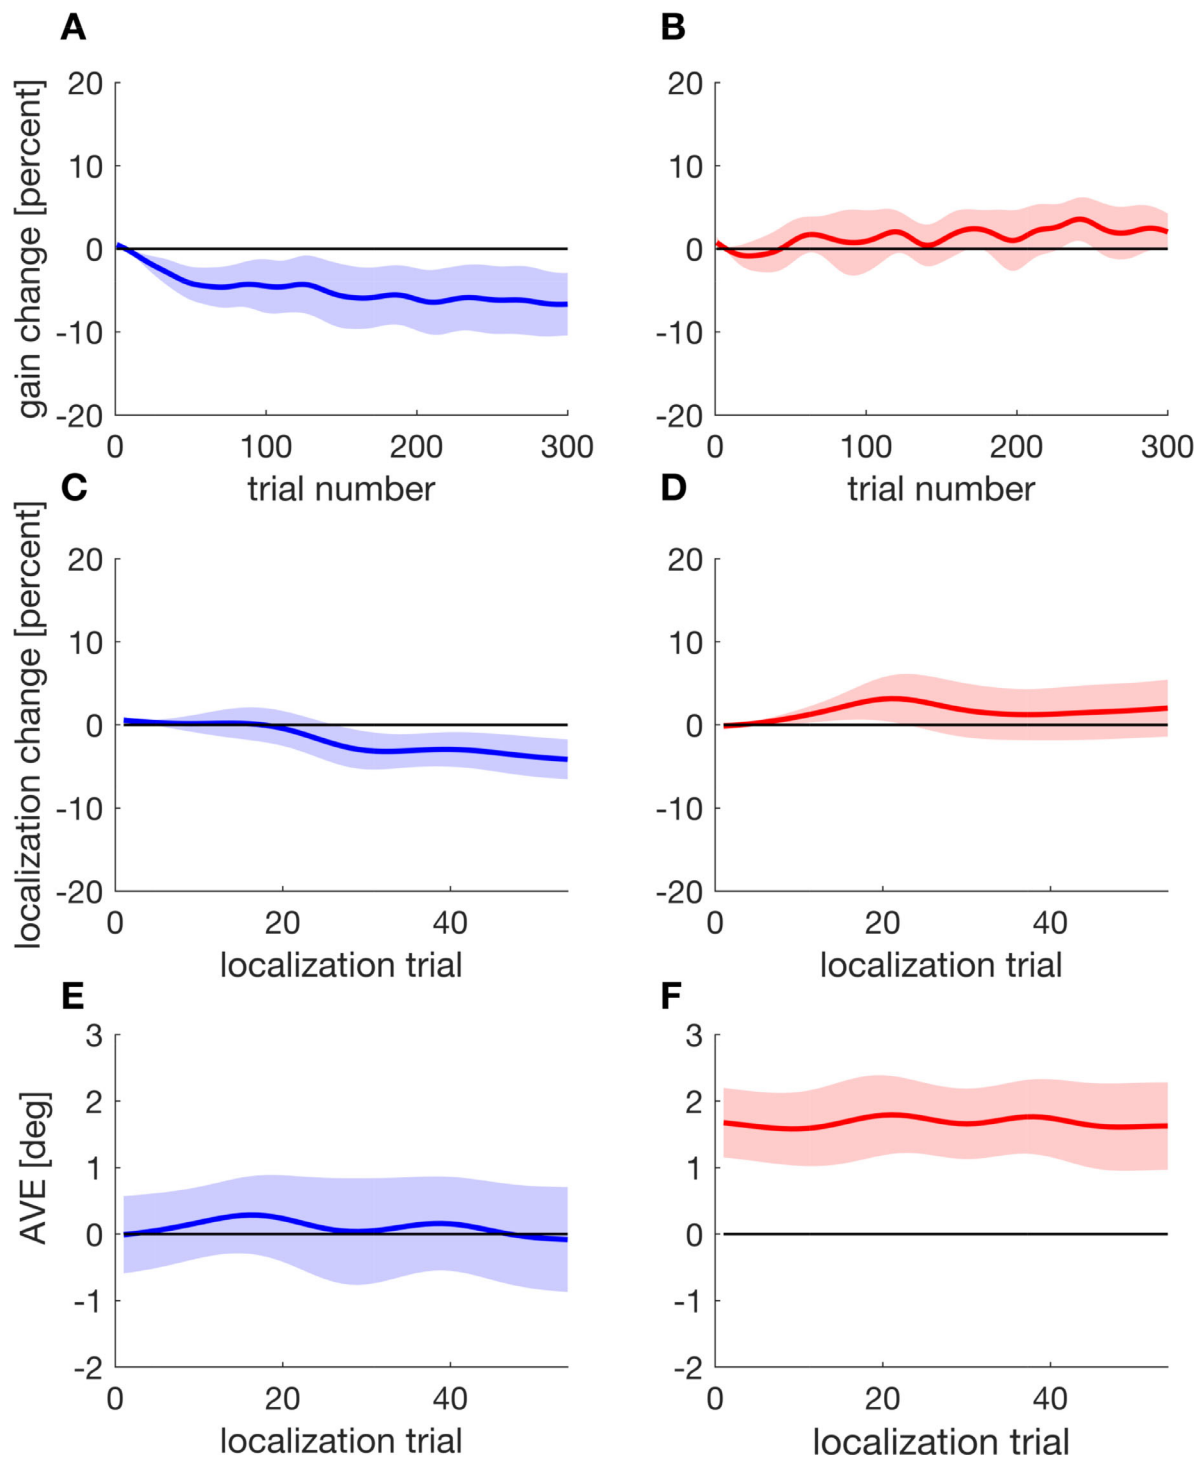 A
20
10
0
-10
-20
gain change [percent]
0 100 200 300
trial number
B
20
10
0
-10
-20
0 100 200 300
trial number
C
20
10
0
-10
-20
localization change [percent]
0 20 40
localization trial
D
20
10
0
-10
-20
0 20 40
localization trial
E
3
2
1
0
-1
-2
AVE [deg]
0 20 40
localization trial
F
3
2
1
0
-1
-2
0 20 40
localization trial